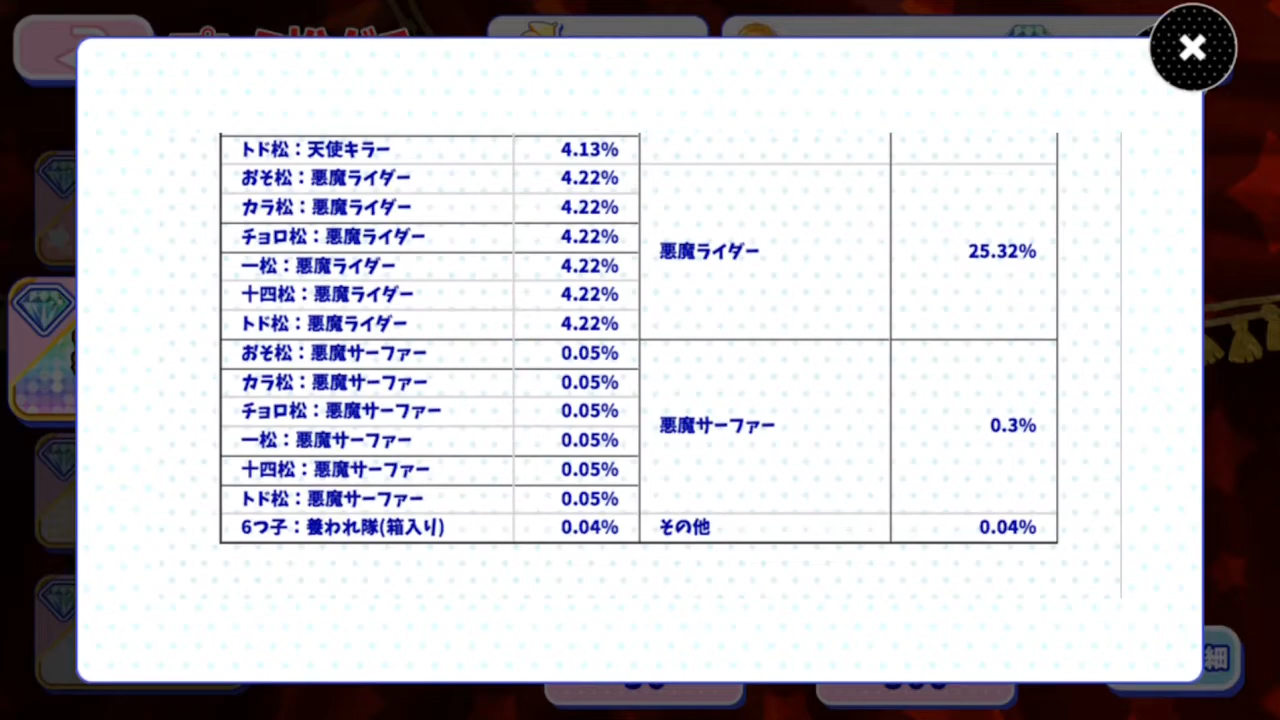 トド松：天使キラー 4.13%
おそ松：悪魔ライダー 4.22%
カラ松：悪魔ライダー 4.22%
チョロ松：悪魔ライダー 4.22%
一松：悪魔ライダー 4.22%
十四松：悪魔ライダー 4.22%
トド松：悪魔ライダー 4.22%
悪魔ライダー 25.32%
おそ松：悪魔サーファー 0.05%
カラ松：悪魔サーファー 0.05%
チョロ松：悪魔サーファー 0.05%
一松：悪魔サーファー 0.05%
十四松：悪魔サーファー 0.05%
トド松：悪魔サーファー 0.05%
悪魔サーファー 0.3%
6つ子：養われ隊(箱入り) 0.04%
その他 0.04%
細